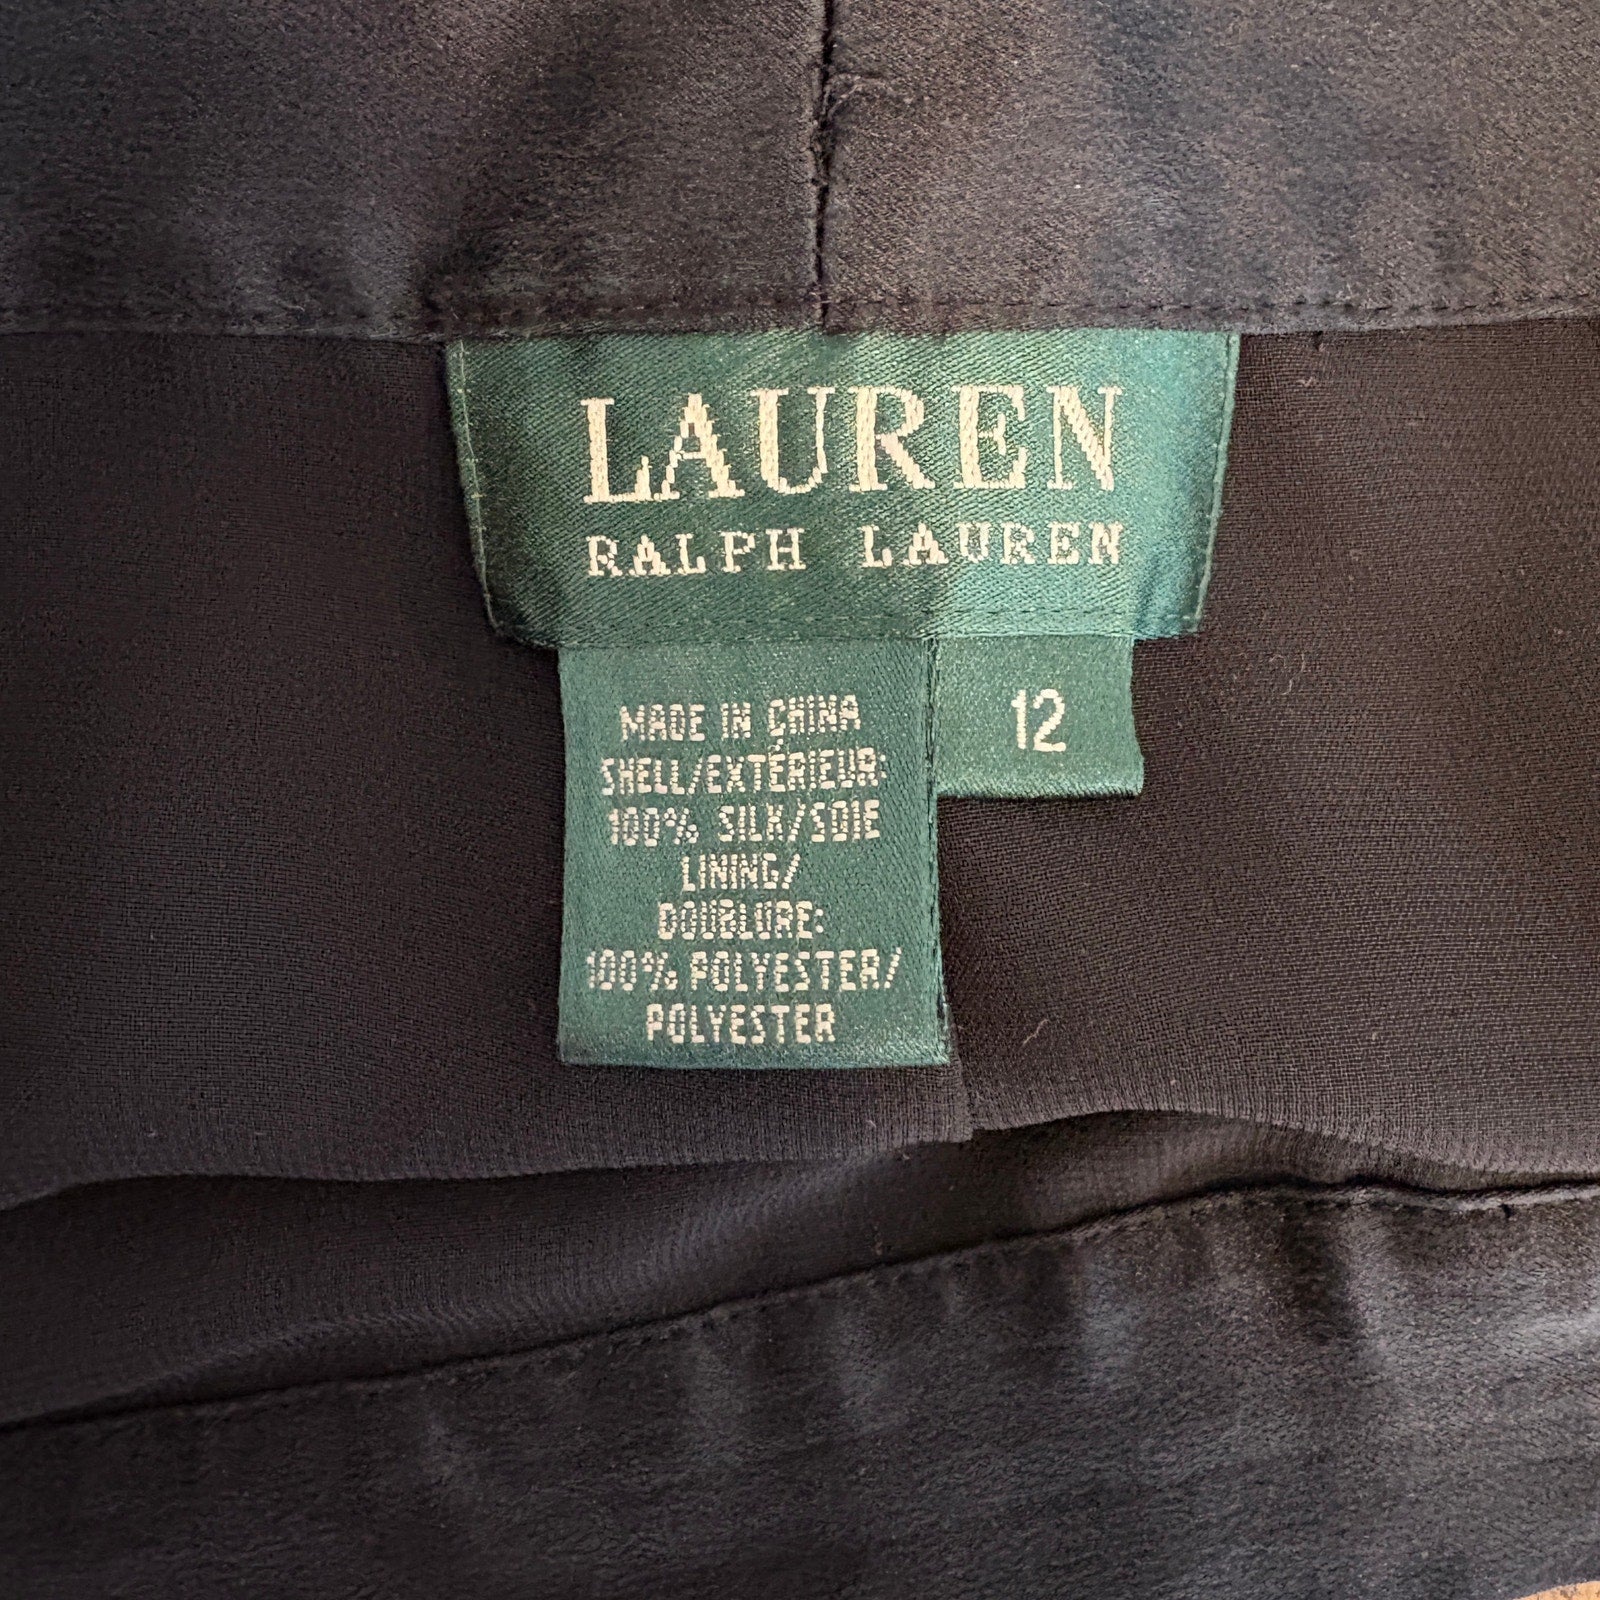 LAUREN
RALPH LAUREN
12
MADE IN CHINA
SHELL/EXTÉRIEUR:
100% SILK/SOIE
LINING/
DOUBLURE:
100% POLYESTER/
POLYESTER